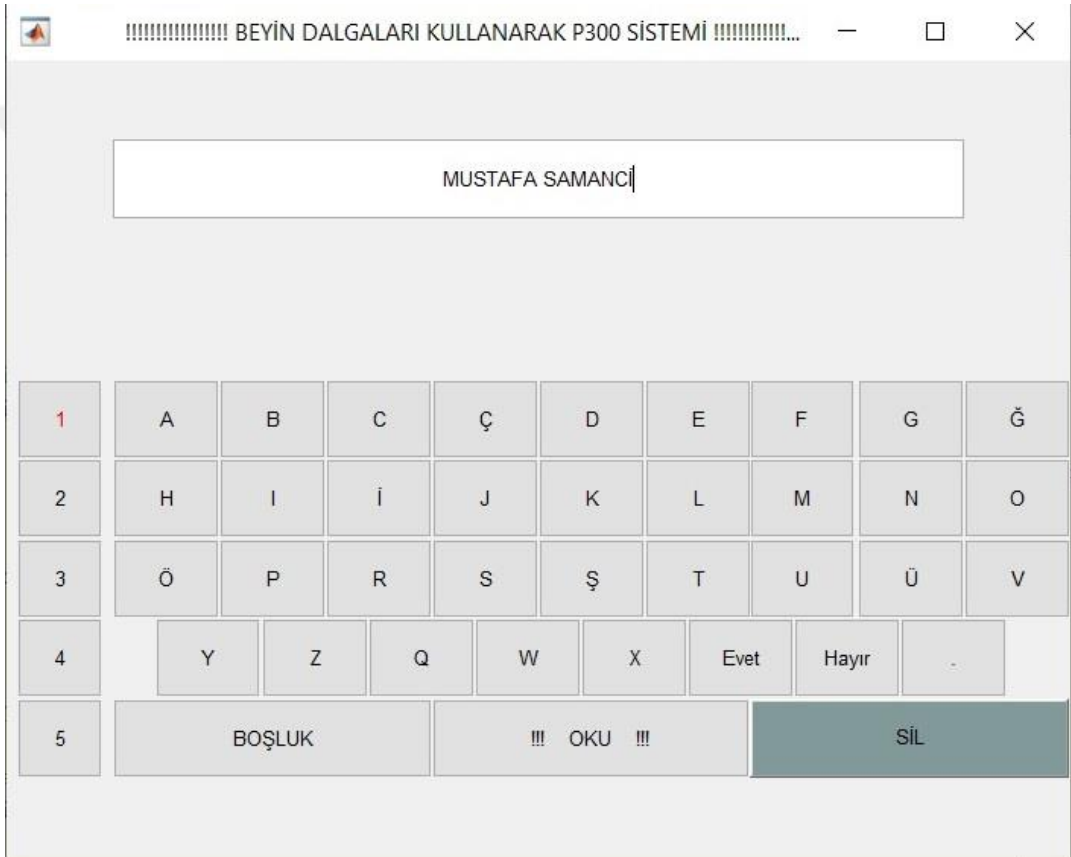 !!!!!!!!!!!!!!!!!! BEYİN DALGALARI KULLANARAK P300 SİSTEMİ !!!!!!!!!!!!!...
MUSTAFA SAMANCİ
1 A B C Ç D E F G Ğ
2 H I İ J K L M N O
3 Ö P R S Ş T U Ü V
4 Y Z Q W X Evet Hayır .
5 BOŞLUK !!! OKU !!! SİL